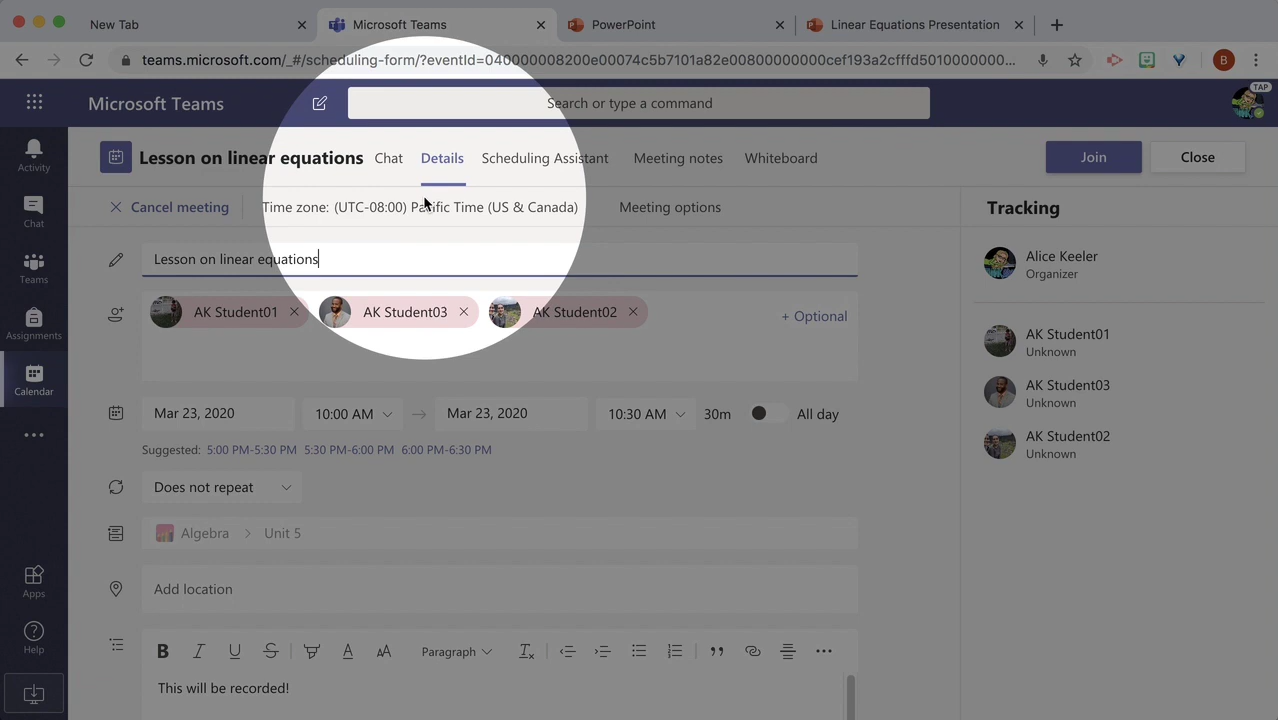 New Tab
Microsoft Teams
PowerPoint
Linear Equations Presentation
teams.microsoft.com/_#/scheduling-form/?eventId=040000008200e00074c5b7101a82e00800000000cef193a2cfffd5010000000...
B
Microsoft Teams
Search or type a command
TAP
Activity
Chat
Teams
Assignments
Calendar
Apps
Help
Lesson on linear equations
Chat Details Scheduling Assistant Meeting notes Whiteboard
Join Close
Cancel meeting
Time zone: (UTC-08:00) Pacific Time (US & Canada)
Meeting options
Lesson on linear equations
AK Student01 AK Student03 AK Student02
+ Optional
Mar 23, 2020 10:00 AM Mar 23, 2020 10:30 AM 30m All day
Suggested: 5:00 PM-5:30 PM 5:30 PM-6:00 PM 6:00 PM-6:30 PM
Does not repeat
Algebra > Unit 5
Add location
B I U S A AA Paragraph Tx
This will be recorded!
Tracking
Alice Keeler
Organizer
AK Student01
Unknown
AK Student03
Unknown
AK Student02
Unknown